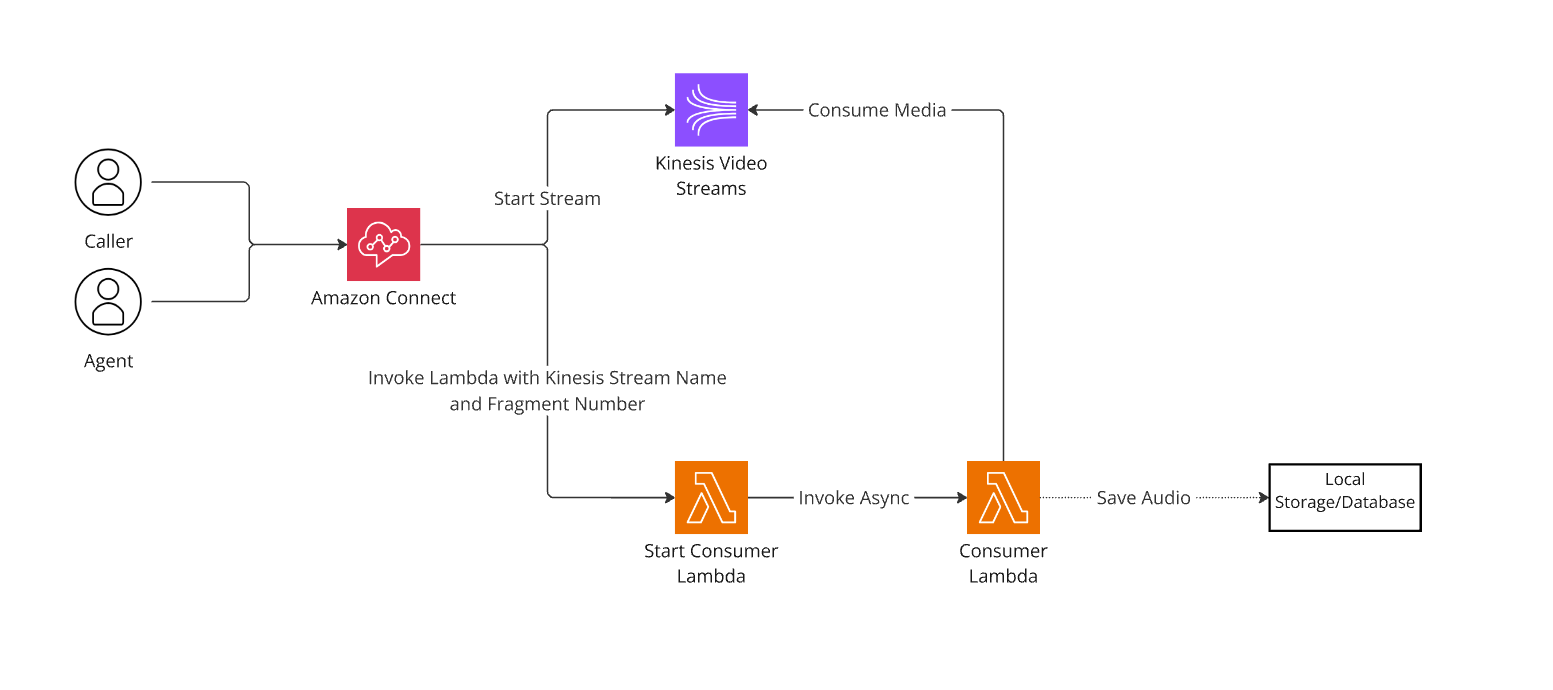 Consume Media
Kinesis Video
Streams
Start Stream
Caller
Amazon Connect
Agent
Invoke Lambda with Kinesis Stream Name
and Fragment Number
Invoke Async
Save Audio
Local
Storage/Database
Start Consumer
Lambda
Consumer
Lambda